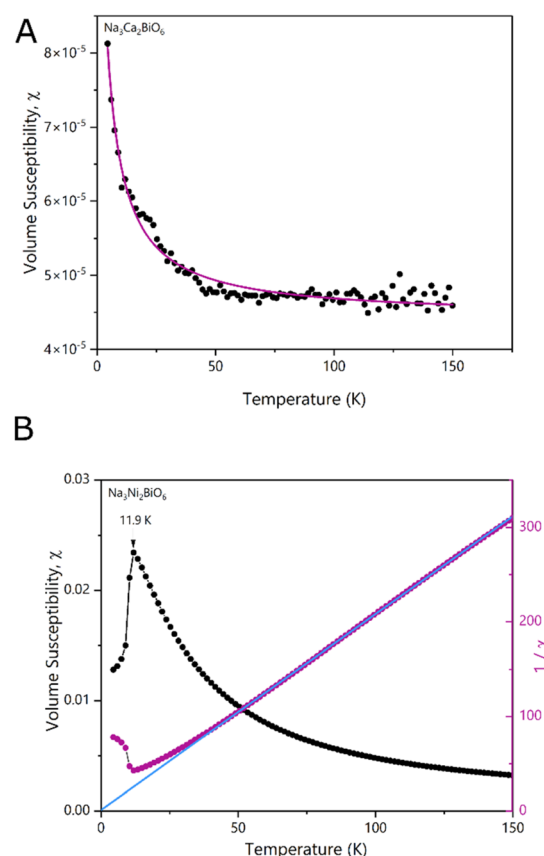 A
Na₃Ca₂BiO₆
8×10⁻⁵
7×10⁻⁵
6×10⁻⁵
5×10⁻⁵
4×10⁻⁵
Volume Susceptibility, χ
0
50
100
150
Temperature (K)
B
Na₃Ni₂BiO₆
11.9 K
0.03
0.02
0.01
0.00
Volume Susceptibility, χ
300
200
100
0
1 / χ
0
50
100
150
Temperature (K)